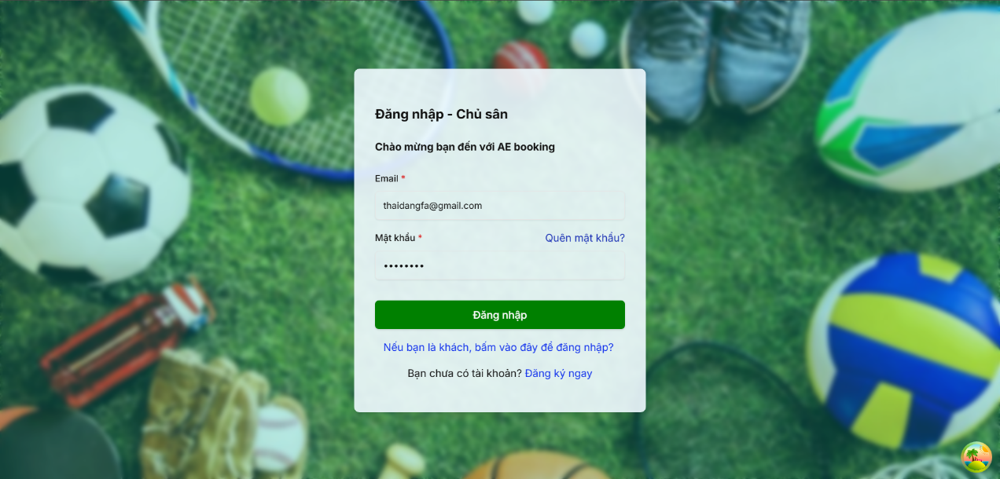 Đăng nhập - Chủ sân
Chào mừng bạn đến với AE booking
Email *
thaidangfa@gmail.com
Mật khẩu *
Quên mật khẩu?
••••••••
Đăng nhập
Nếu bạn là khách, bấm vào đây để đăng nhập?
Bạn chưa có tài khoản? Đăng ký ngay